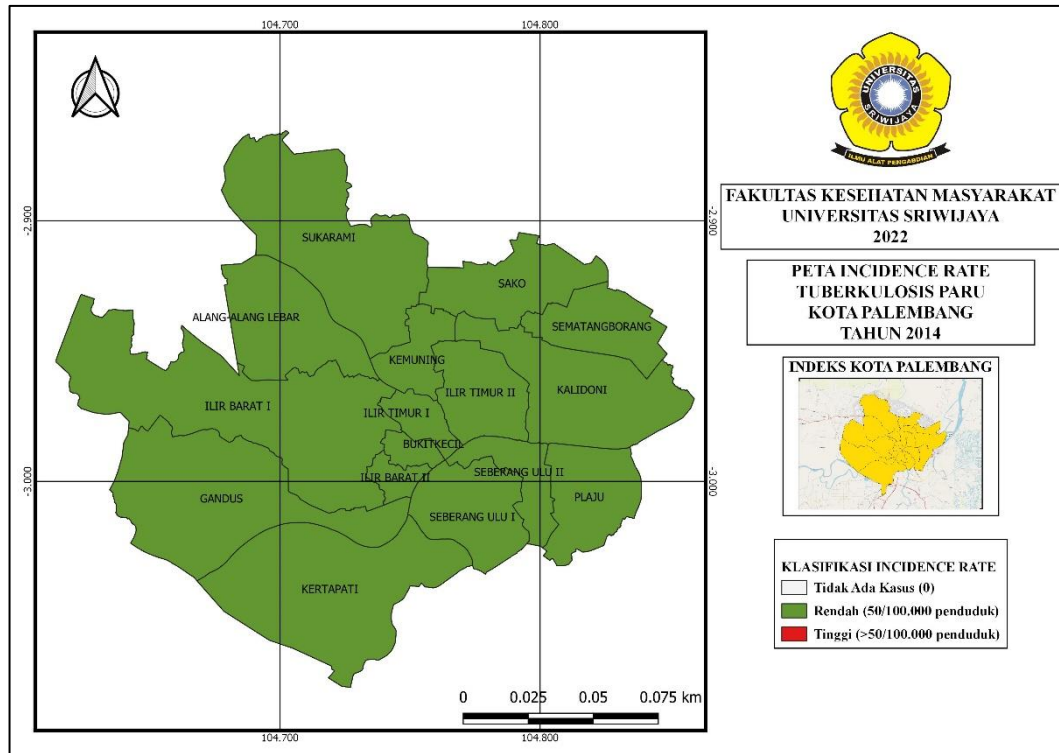 104.700
104.800
-2.900
-2.900
SUKARAMI
SAKO
ALANG-ALANG LEBAR
SEMATANGBORANG
KEMUNING
ILIR BARAT I
ILIR TIMUR I
ILIR TIMUR II
KALIDONI
BUKITKECIL
ILIR BARAT II
SEBERANG ULU II
-3.000
-3.000
GANDUS
SEBERANG ULU I
PLAJU
KERTAPATI
0 0.025 0.05 0.075 km
104.700
104.800
UNIVERSITAS
SRIWIJAYA
ILMU ALAT PENGABDIAN
FAKULTAS KESEHATAN MASYARAKAT
UNIVERSITAS SRIWIJAYA
2022
PETA INCIDENCE RATE
TUBERKULOSIS PARU
KOTA PALEMBANG
TAHUN 2014
INDEKS KOTA PALEMBANG
KLASIFIKASI INCIDENCE RATE
Tidak Ada Kasus (0)
Rendah (50/100.000 penduduk)
Tinggi (>50/100.000 penduduk)